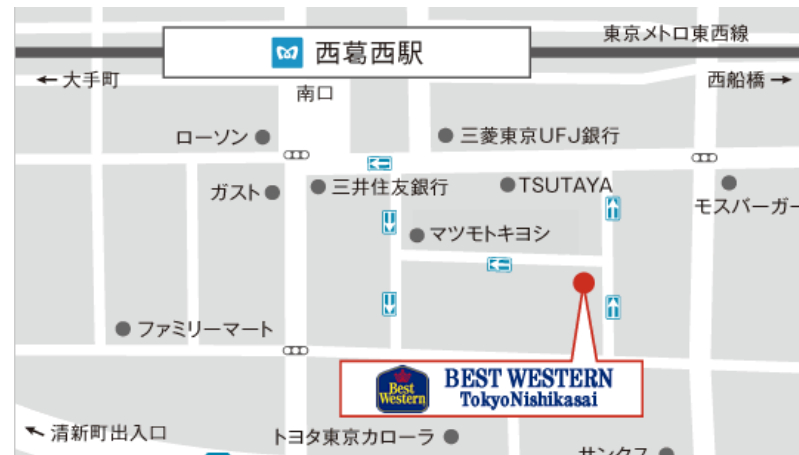 東京メトロ東西線
西葛西駅
←大手町
西船橋→
南口
ローソン
三菱東京UFJ銀行
ガスト
三井住友銀行
TSUTAYA
モスバーガー
マツモトキヨシ
ファミリーマート
Best
Western
BEST WESTERN
TokyoNishikasai
清新町出入口
トヨタ東京カローラ
サンクス